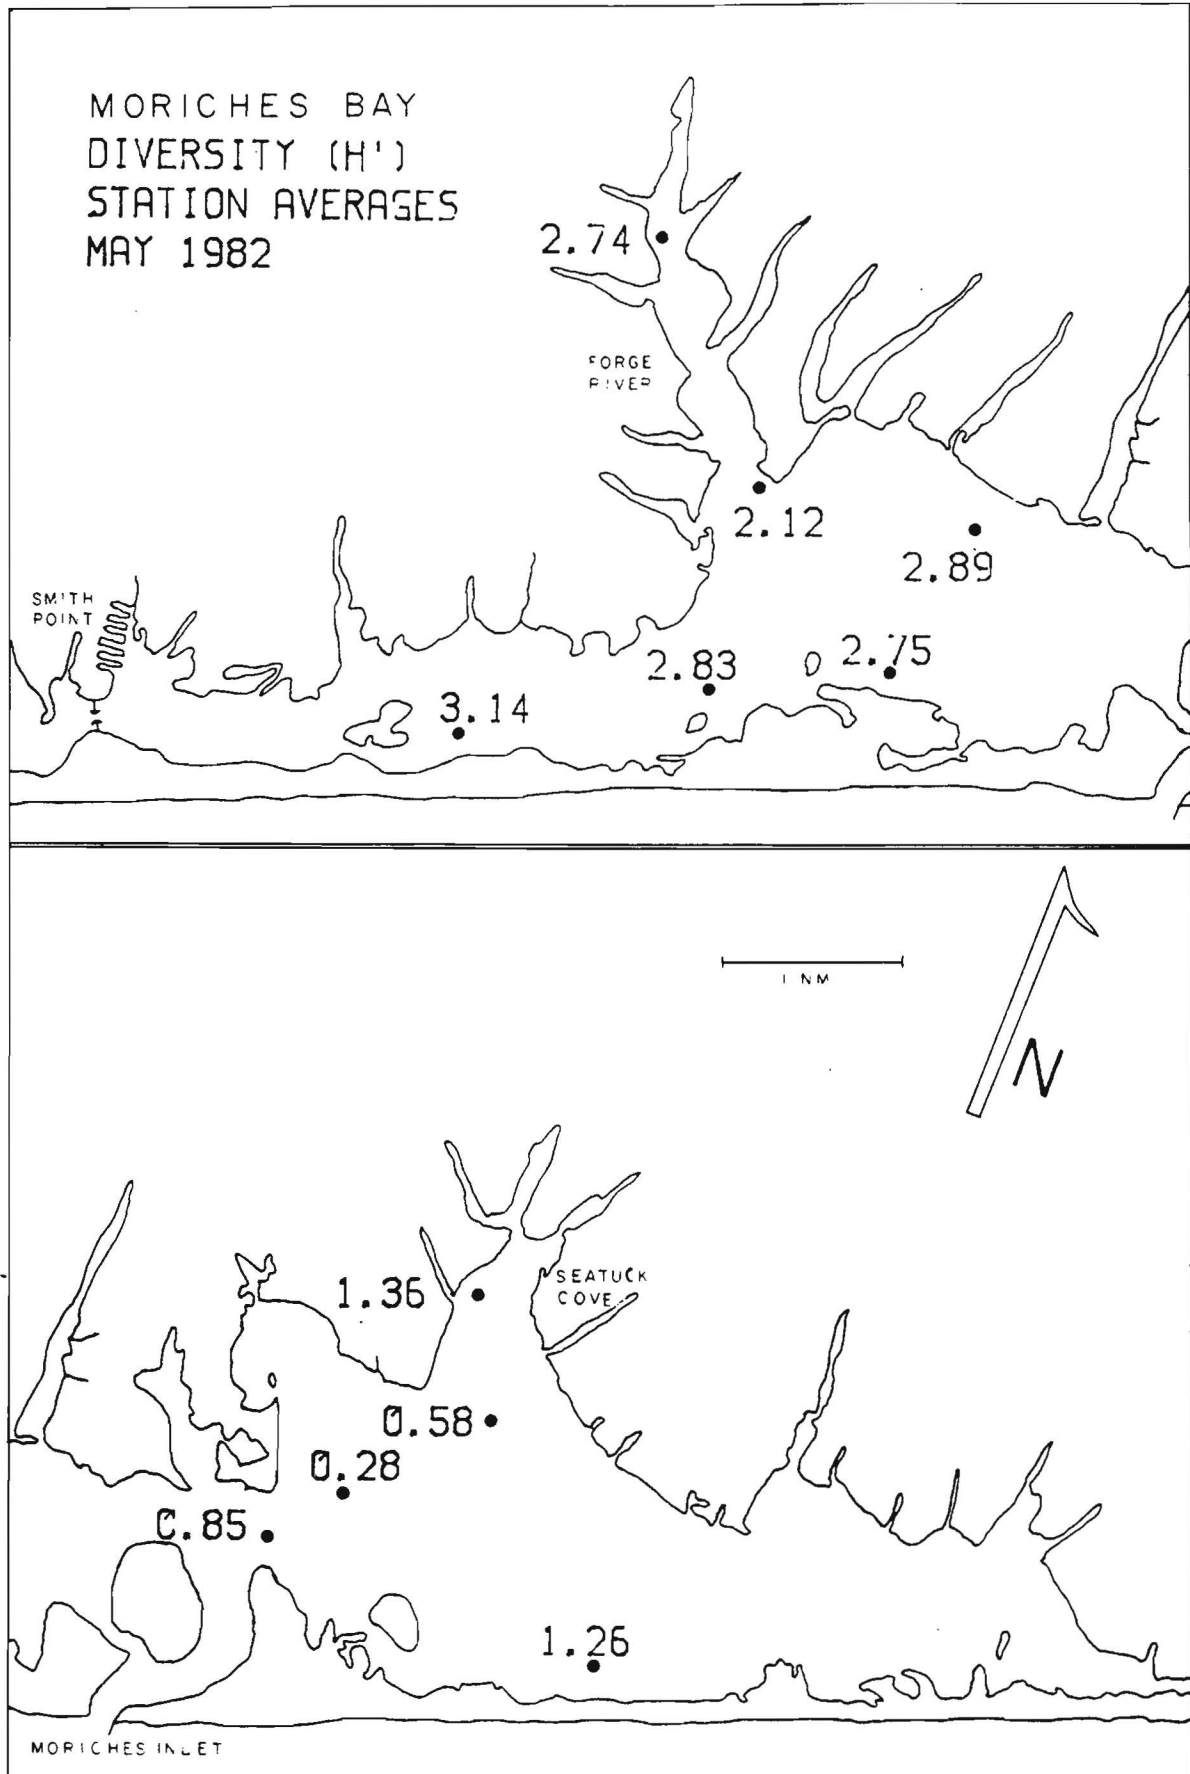 MORICHES BAY
DIVERSITY (H')
STATION AVERAGES
MAY 1982
2.74
FORGE
RIVER
2.12
2.89
SMITH
POINT
2.83
2.75
3.14
1 NM
N
1.36
SEATUCK
COVE
0.58
0.28
0.85
1.26
MORICHES INLET